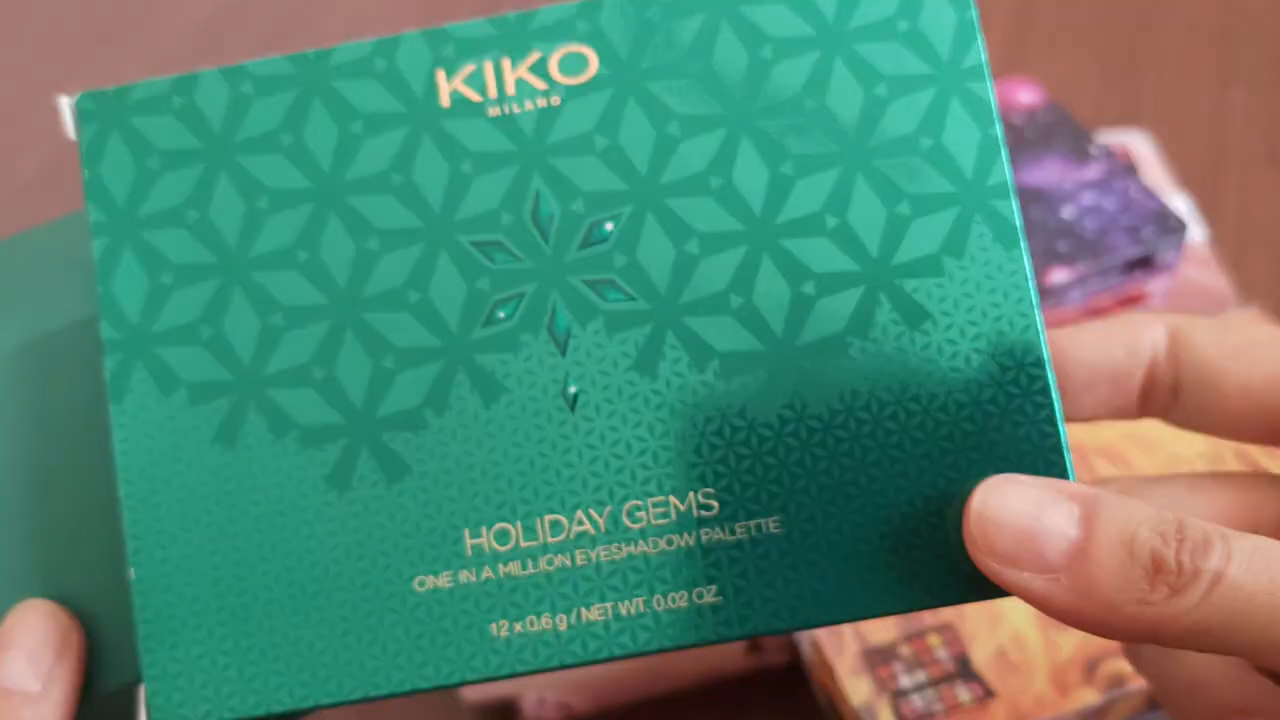 KIKO
MILANO
HOLIDAY GEMS
ONE IN A MILLION EYESHADOW PALETTE
12 x 0,6 g / NET WT. 0.02 OZ.